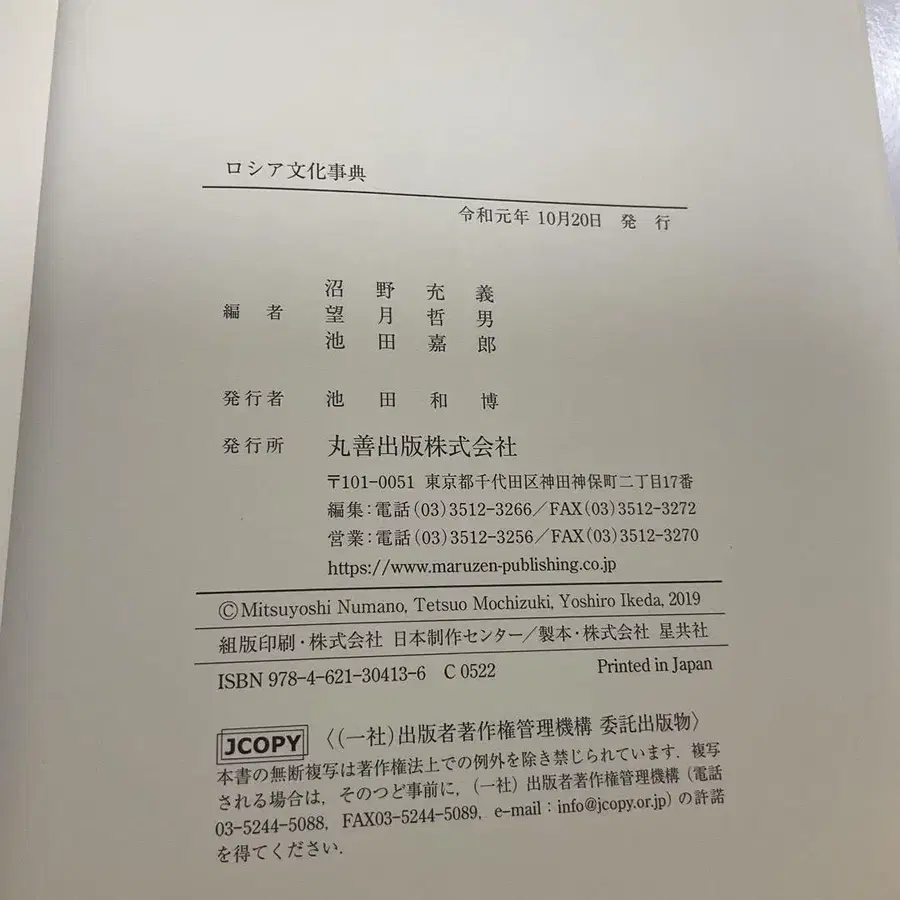 ロシア文化事典
令和元年 10月20日 発 行
編 者
沼 野 充 義
望 月 哲 男
池 田 嘉 郎
発行者 池 田 和 博
発行所 丸善出版株式会社
〒101-0051 東京都千代田区神田神保町二丁目17番
編集:電話(03)3512-3266/FAX(03)3512-3272
営業:電話(03)3512-3256/FAX(03)3512-3270
https://www.maruzen-publishing.co.jp
©Mitsuyoshi Numano, Tetsuo Mochizuki, Yoshiro Ikeda, 2019
組版印刷・株式会社 日本制作センター/製本・株式会社 星共社
ISBN 978-4-621-30413-6 C 0522 Printed in Japan
JCOPY 〈(一社)出版者著作権管理機構 委託出版物〉
本書の無断複写は著作権法上での例外を除き禁じられています.複写
される場合は,そのつど事前に,(一社)出版者著作権管理機構(電話
03-5244-5088,FAX03-5244-5089,e-mail:info@jcopy.or.jp)の許諾
を得てください.